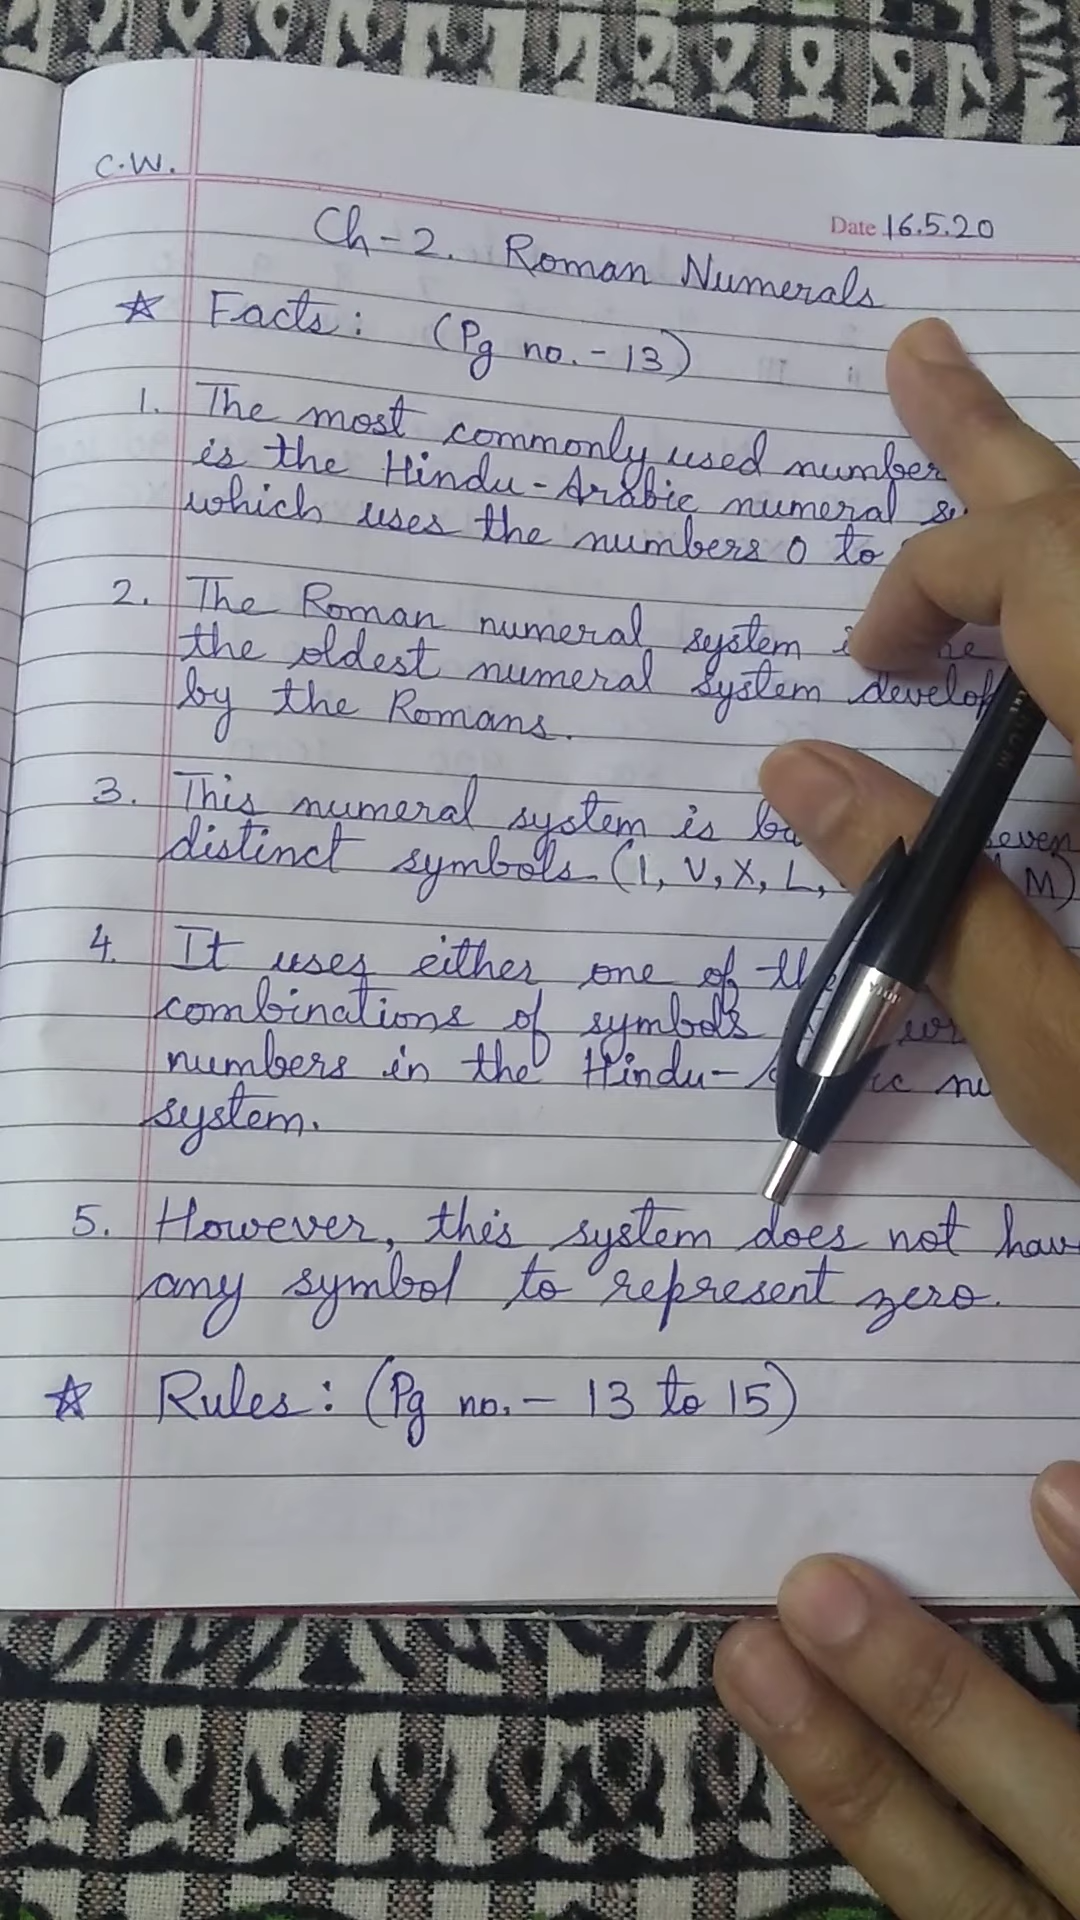 C.W.
Date 16.5.20
Ch-2. Roman Numerals
☆ Facts: (Pg no.-13)
1. The most commonly used number
is the Hindu-Arabic numeral
which uses the numbers 0 to
2. The Roman numeral system
the oldest numeral system develop
by the Romans.
3. This numeral system is seven
distinct symbols. (I, V, X, L, M)
4. It uses either one of the
combinations of symbols
numbers in the Hindu-
system.
5. However, this system does not hav
any symbol to represent zero.
☆ Rules: (Pg no.- 13 to 15)